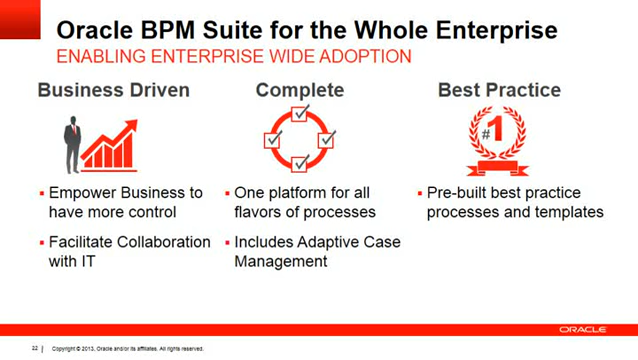 Oracle BPM Suite for the Whole Enterprise
ENABLING ENTERPRISE WIDE ADOPTION
Business Driven
▪ Empower Business to
have more control
▪ Facilitate Collaboration
with IT
Complete
▪ One platform for all
flavors of processes
▪ Includes Adaptive Case
Management
Best Practice
#1
▪ Pre-built best practice
processes and templates
ORACLE
22 | Copyright © 2013, Oracle and/or its affiliates. All rights reserved.